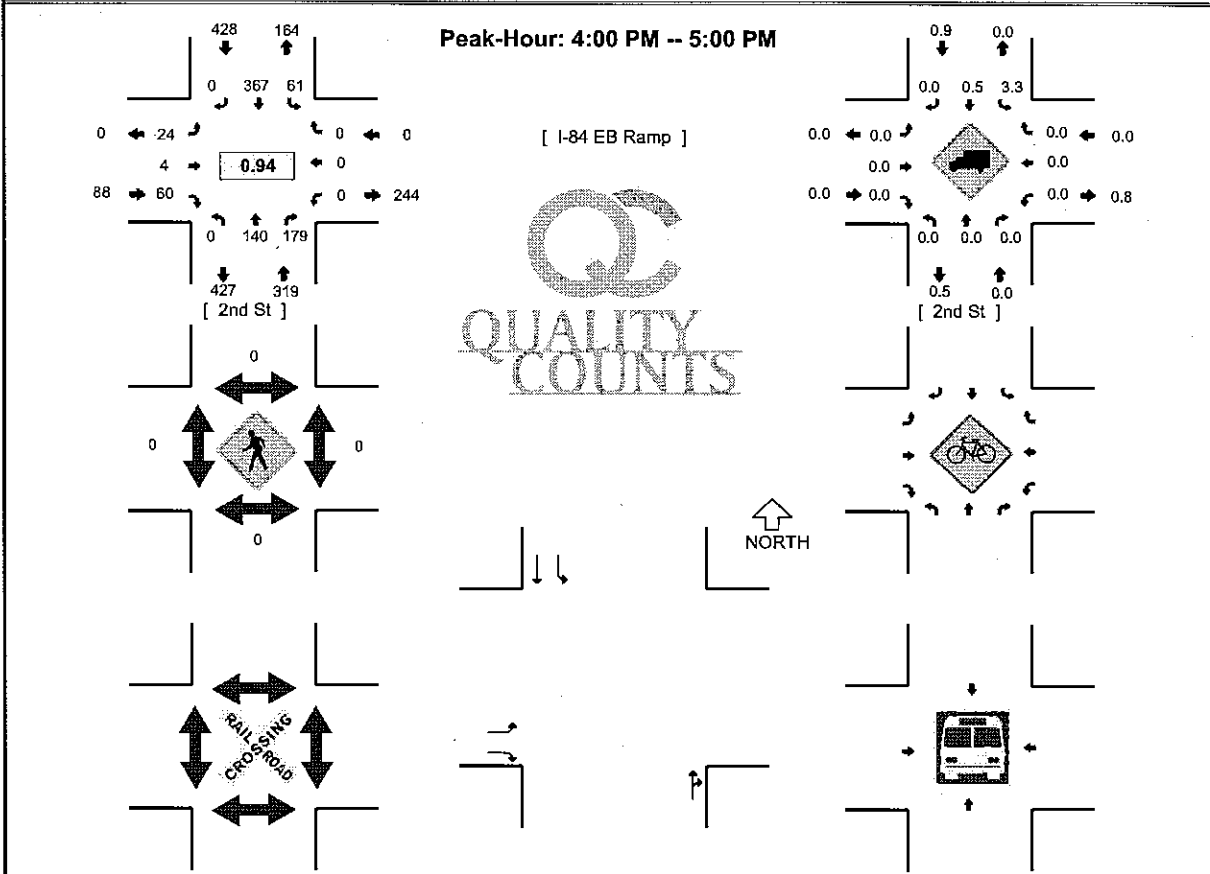 Peak-Hour: 4:00 PM -- 5:00 PM
428 164
0 367 61
0 24 0 0
4 0.94 0
88 60 0 244
0 140 179
427 319
[ 2nd St ]
[ I-84 EB Ramp ]
QC
QUALITY
COUNTS
0.9 0.0
0.0 0.5 3.3
0.0 0.0 0.0 0.0
0.0 0.0
0.0 0.0 0.0 0.8
0.0 0.0 0.0
0.5 0.0
[ 2nd St ]
0
0 0
0
NORTH
RAIL ROAD
CROSSING